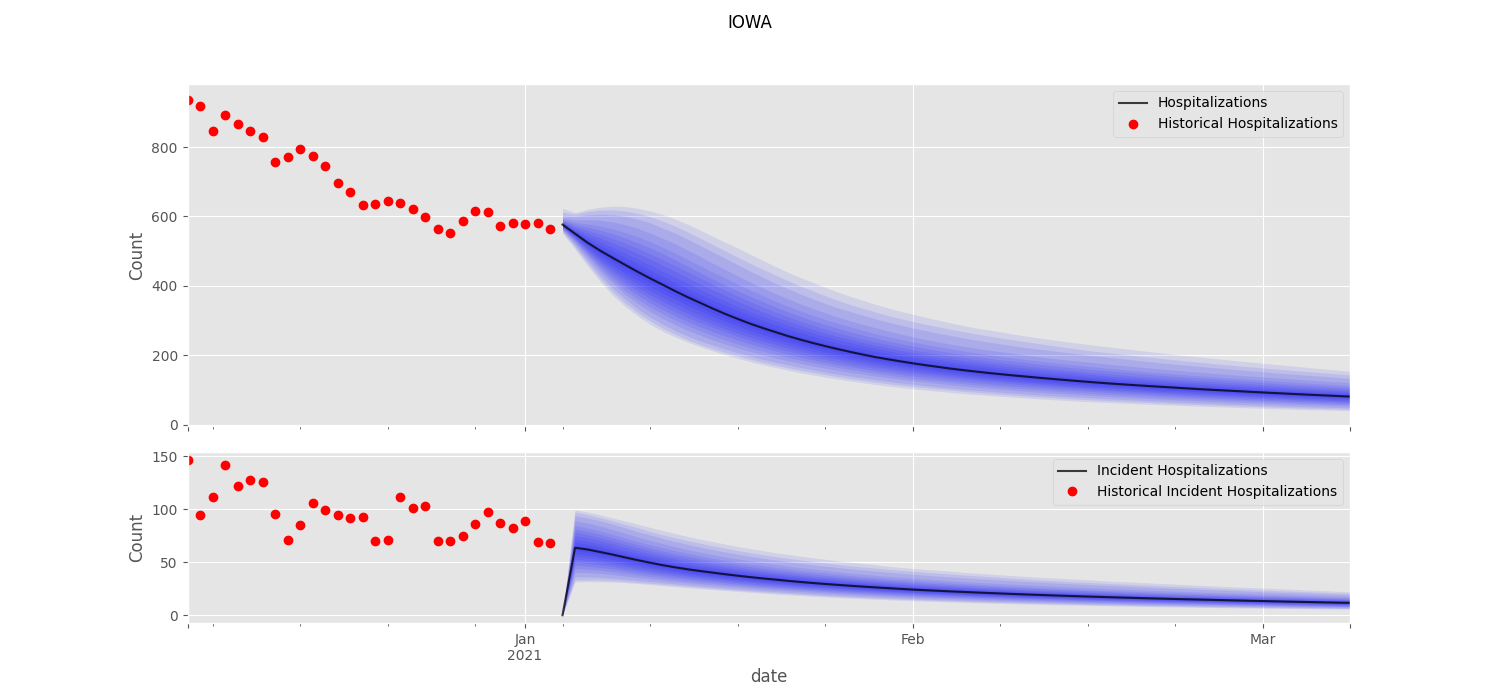 IOWA
Hospitalizations
Historical Hospitalizations
Count
800
600
400
200
0
Incident Hospitalizations
Historical Incident Hospitalizations
Count
150
100
50
0
Jan
2021
Feb
Mar
date